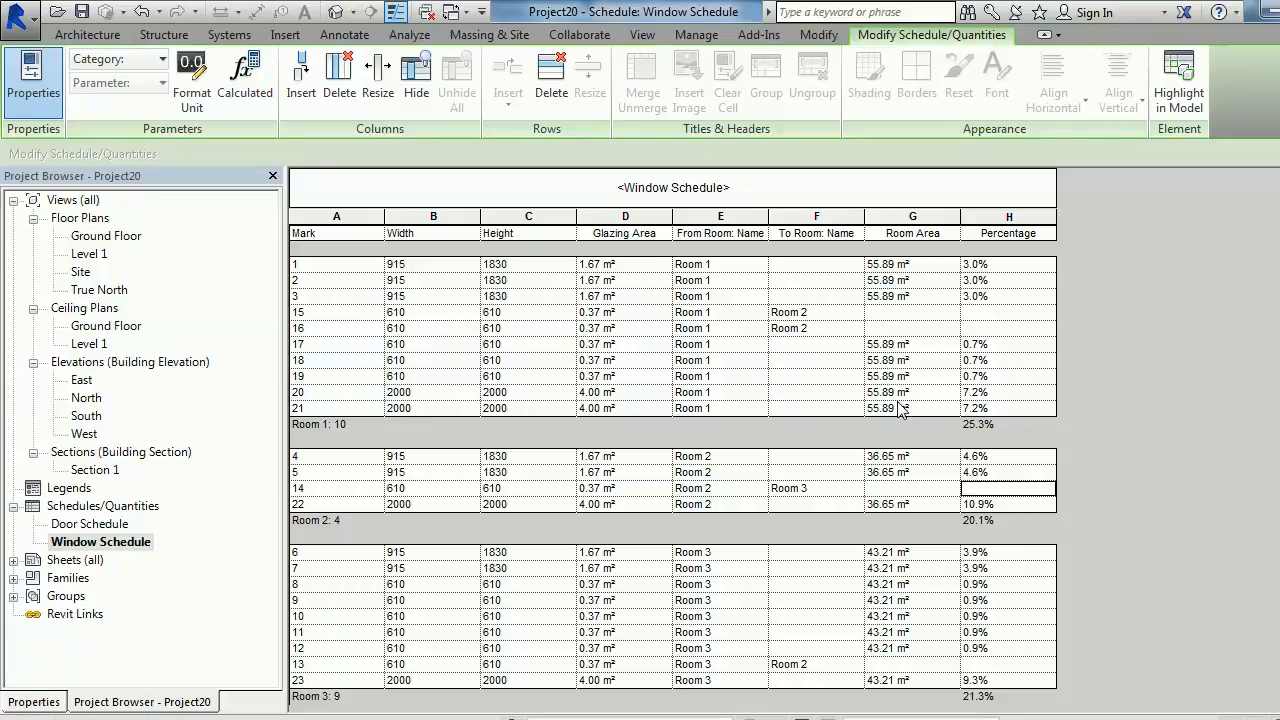 Project20 - Schedule: Window Schedule
Type a keyword or phrase
Sign In
Architecture Structure Systems Insert Annotate Analyze Massing & Site Collaborate View Manage Add-Ins Modify Modify Schedule/Quantities
Properties
Category:
Parameter:
0.0
Format
Unit
f(x)
Calculated
Insert
Delete
Resize
Hide
Unhide
All
Insert
Delete
Resize
Merge
Unmerge
Insert
Image
Clear
Cell
Group
Ungroup
Shading
Borders
Reset
Font
Align
Horizontal
Align
Vertical
Highlight
in Model
Properties Parameters Columns Rows Titles & Headers Appearance Element
Modify Schedule/Quantities
Project Browser - Project20
Views (all)
Floor Plans
Ground Floor
Level 1
Site
True North
Ceiling Plans
Ground Floor
Level 1
Elevations (Building Elevation)
East
North
South
West
Sections (Building Section)
Section 1
Legends
Schedules/Quantities
Door Schedule
Window Schedule
Sheets (all)
Families
Groups
Revit Links
Properties
Project Browser - Project20
<Window Schedule>
A B C D E F G H
Mark Width Height Glazing Area From Room: Name To Room: Name Room Area Percentage
1 915 1830 1.67 m² Room 1 55.89 m² 3.0%
2 915 1830 1.67 m² Room 1 55.89 m² 3.0%
3 915 1830 1.67 m² Room 1 55.89 m² 3.0%
15 610 610 0.37 m² Room 1 Room 2
16 610 610 0.37 m² Room 1 Room 2
17 610 610 0.37 m² Room 1 55.89 m² 0.7%
18 610 610 0.37 m² Room 1 55.89 m² 0.7%
19 610 610 0.37 m² Room 1 55.89 m² 0.7%
20 2000 2000 4.00 m² Room 1 55.89 m² 7.2%
21 2000 2000 4.00 m² Room 1 55.89 m² 7.2%
Room 1: 10 25.3%
4 915 1830 1.67 m² Room 2 36.65 m² 4.6%
5 915 1830 1.67 m² Room 2 36.65 m² 4.6%
14 610 610 0.37 m² Room 2 Room 3
22 2000 2000 4.00 m² Room 2 36.65 m² 10.9%
Room 2: 4 20.1%
6 915 1830 1.67 m² Room 3 43.21 m² 3.9%
7 915 1830 1.67 m² Room 3 43.21 m² 3.9%
8 610 610 0.37 m² Room 3 43.21 m² 0.9%
9 610 610 0.37 m² Room 3 43.21 m² 0.9%
10 610 610 0.37 m² Room 3 43.21 m² 0.9%
11 610 610 0.37 m² Room 3 43.21 m² 0.9%
12 610 610 0.37 m² Room 3 43.21 m² 0.9%
13 610 610 0.37 m² Room 3 Room 2
23 2000 2000 4.00 m² Room 3 43.21 m² 9.3%
Room 3: 9 21.3%